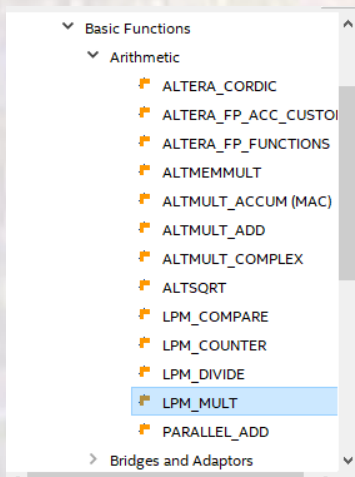 Basic Functions
Arithmetic
ALTERA_CORDIC
ALTERA_FP_ACC_CUSTO
ALTERA_FP_FUNCTIONS
ALTMEMMULT
ALTMULT_ACCUM (MAC)
ALTMULT_ADD
ALTMULT_COMPLEX
ALTSQRT
LPM_COMPARE
LPM_COUNTER
LPM_DIVIDE
LPM_MULT
PARALLEL_ADD
Bridges and Adaptors